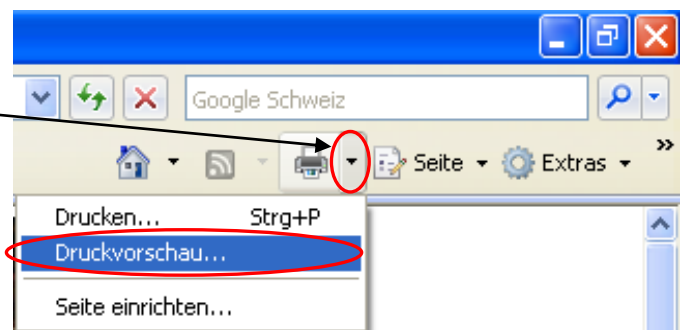 Google Schweiz
Seite Extras »
Drucken... Strg+P
Druckvorschau...
Seite einrichten...